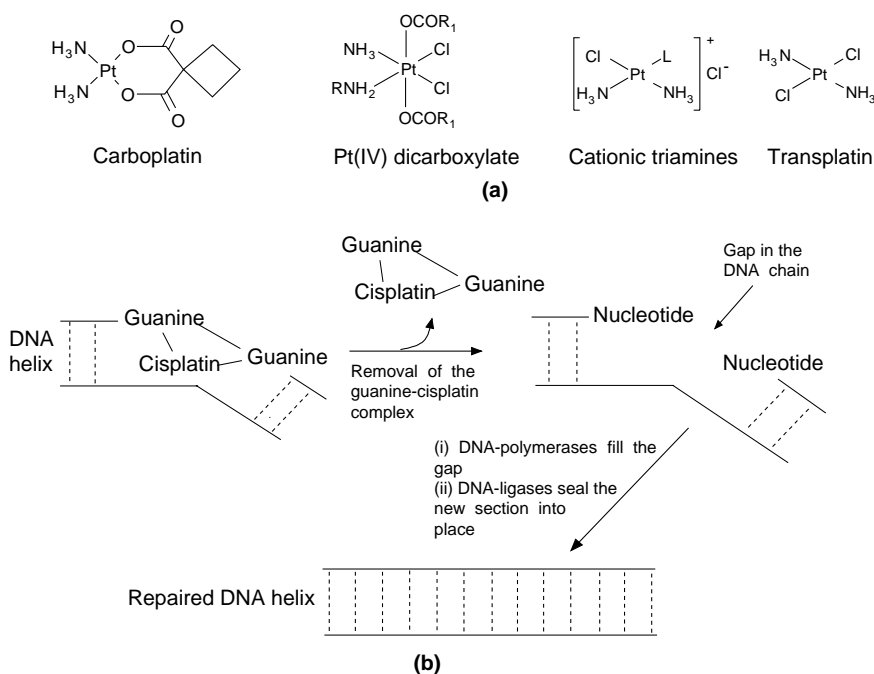 H₃N
H₃N
Pt
O
O
O
O
Carboplatin
OCOR₁
NH₃
RNH₂
Pt
Cl
Cl
OCOR₁
Pt(IV) dicarboxylate
Cl
L
Pt
H₃N
NH₃
+
Cl⁻
Cationic triamines
H₃N
Cl
Pt
Cl
NH₃
Transplatin
(a)
DNA
helix
Guanine
Cisplatin
Guanine
Guanine
Cisplatin
Guanine
Removal of the
guanine-cisplatin
complex
Gap in the
DNA chain
Nucleotide
Nucleotide
(i) DNA-polymerases fill the
gap
(ii) DNA-ligases seal the
new section into
place
Repaired DNA helix
(b)